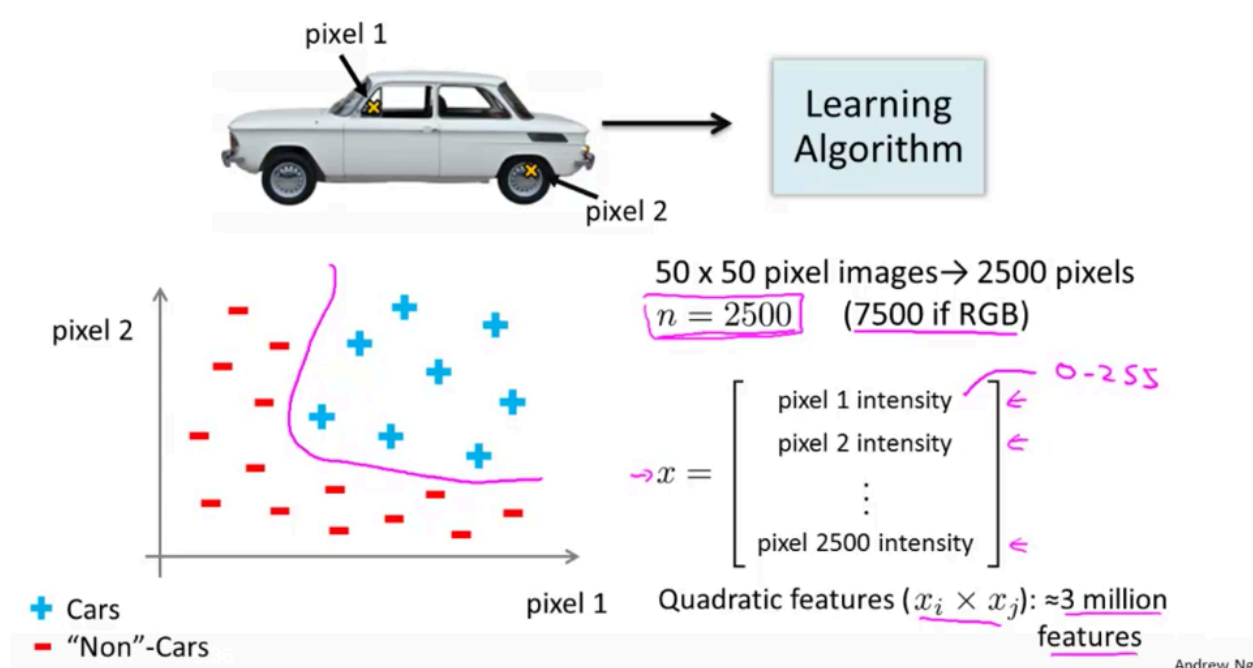 pixel 1
Learning
Algorithm
pixel 2
50 x 50 pixel images→ 2500 pixels
n = 2500 (7500 if RGB)
pixel 2
0-255
pixel 1 intensity
pixel 2 intensity
⋮
pixel 2500 intensity
→x =
pixel 1
Quadratic features (xᵢ × xⱼ): ≈3 million
features
Cars
“Non”-Cars
Andrew Ng